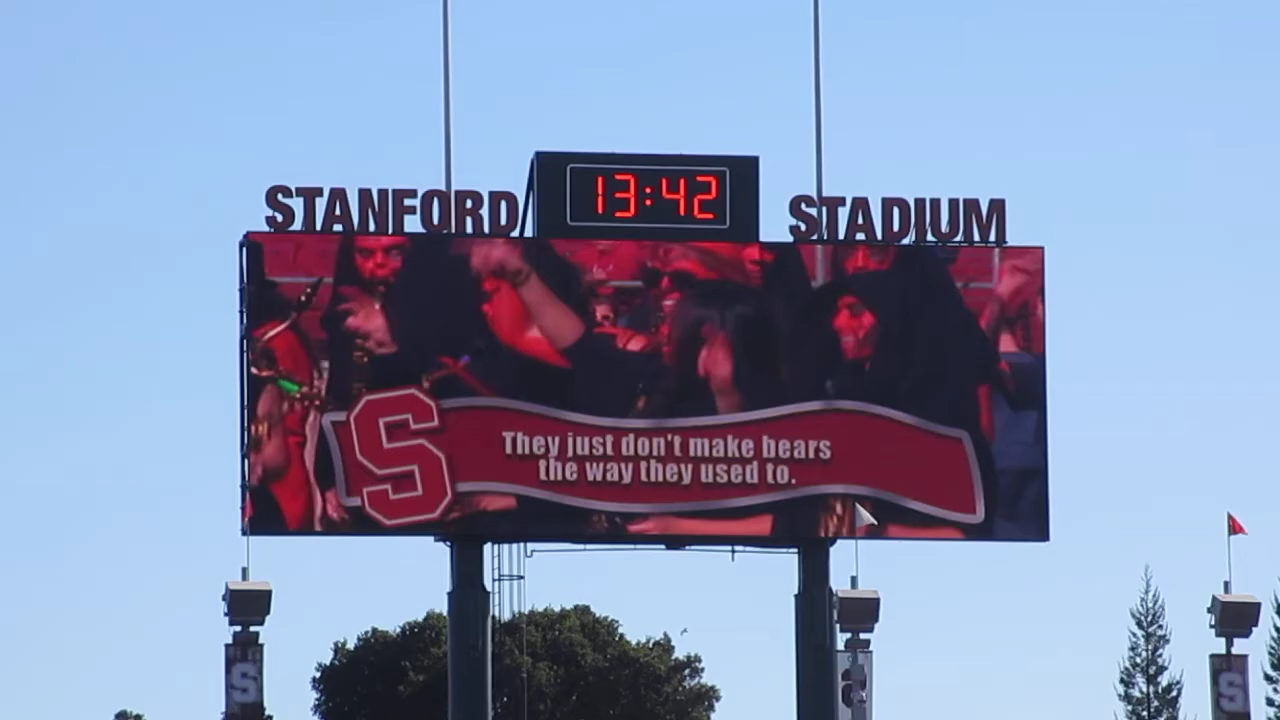 STANFORD 13:42 STADIUM
S
They just don't make bears
the way they used to.
S
S
S